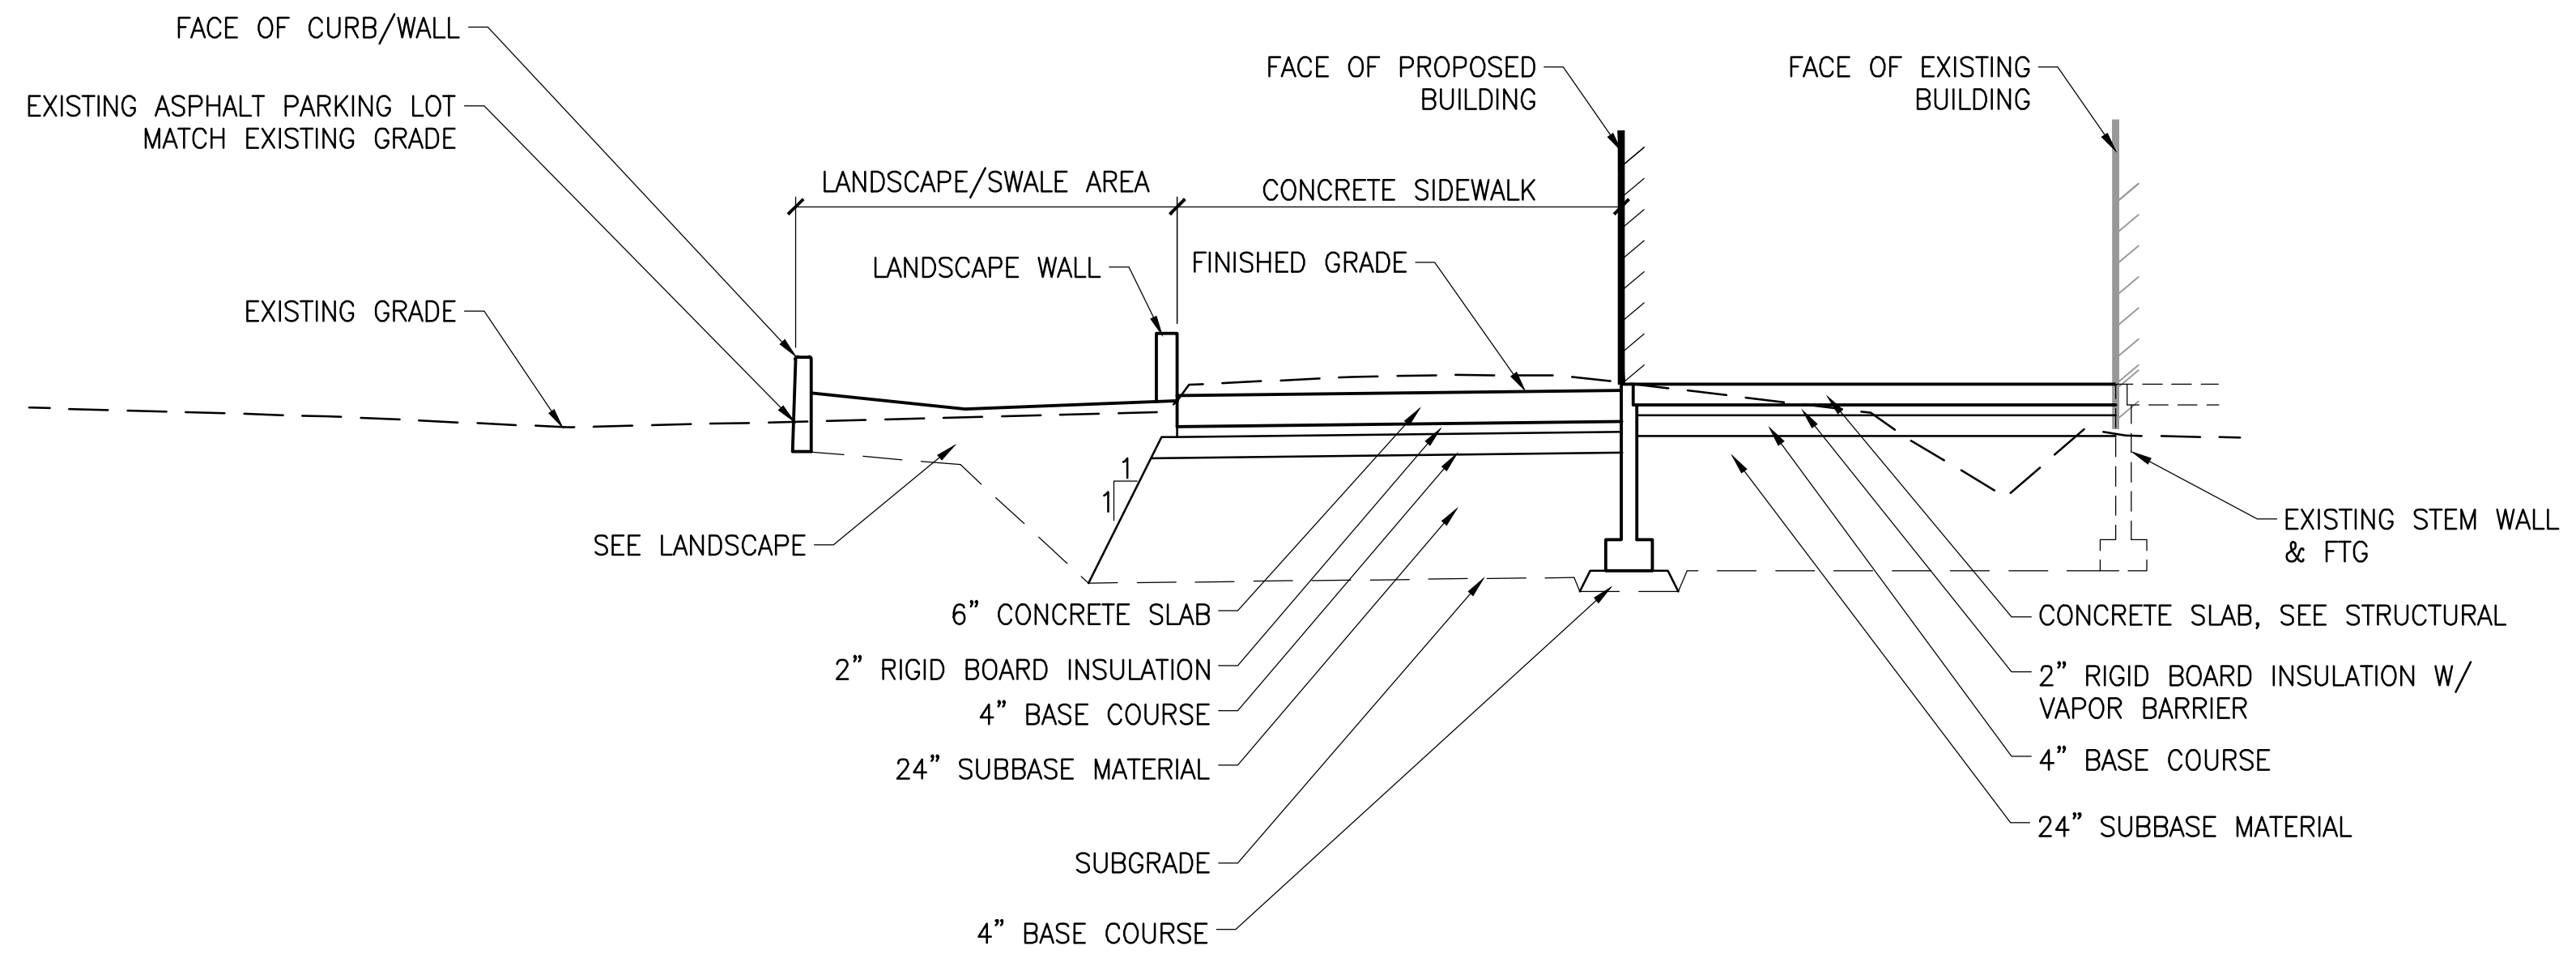 FACE OF CURB/WALL
EXISTING ASPHALT PARKING LOT
MATCH EXISTING GRADE
EXISTING GRADE
LANDSCAPE/SWALE AREA
CONCRETE SIDEWALK
FACE OF PROPOSED
BUILDING
FACE OF EXISTING
BUILDING
LANDSCAPE WALL
FINISHED GRADE
1
1
SEE LANDSCAPE
6” CONCRETE SLAB
2” RIGID BOARD INSULATION
4” BASE COURSE
24” SUBBASE MATERIAL
SUBGRADE
4” BASE COURSE
EXISTING STEM WALL
& FTG
CONCRETE SLAB, SEE STRUCTURAL
2” RIGID BOARD INSULATION W/
VAPOR BARRIER
4” BASE COURSE
24” SUBBASE MATERIAL